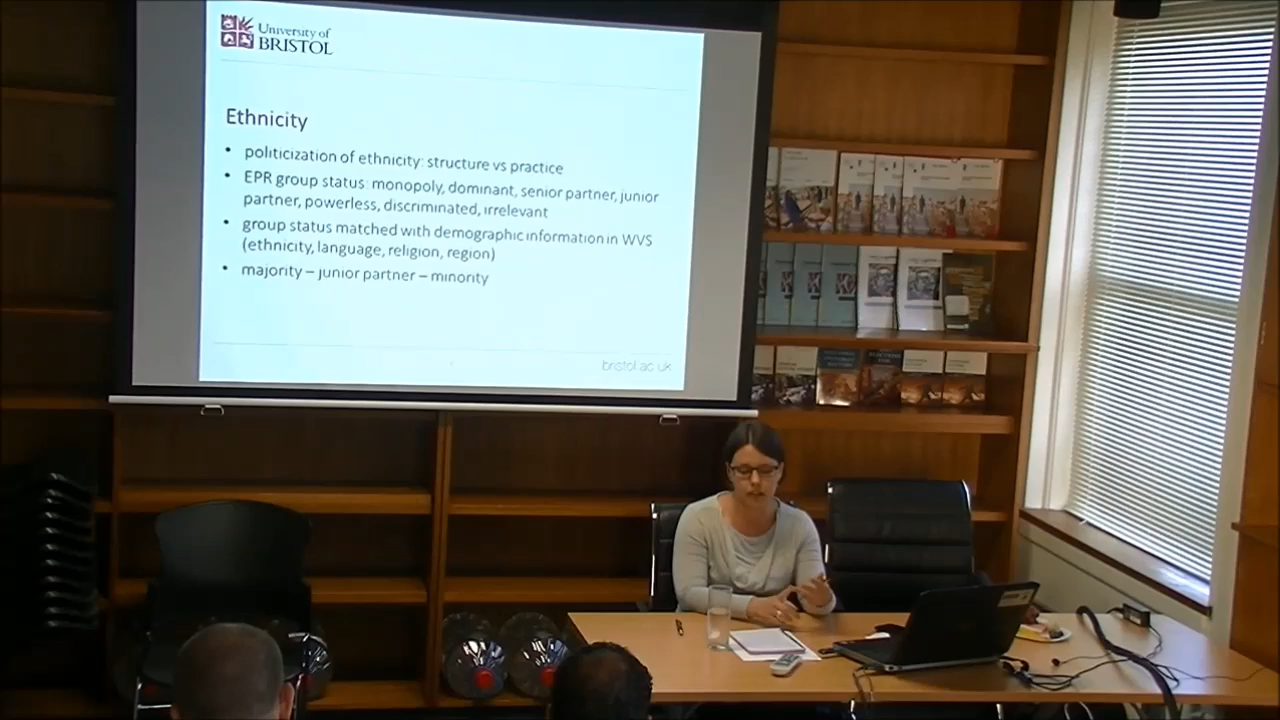 University of
BRISTOL
Ethnicity
• politicization of ethnicity: structure vs practice
• EPR group status: monopoly, dominant, senior partner, junior
partner, powerless, discriminated, irrelevant
• group status matched with demographic information in WVS
(ethnicity, language, religion, region)
• majority – junior partner – minority
bristol.ac.uk